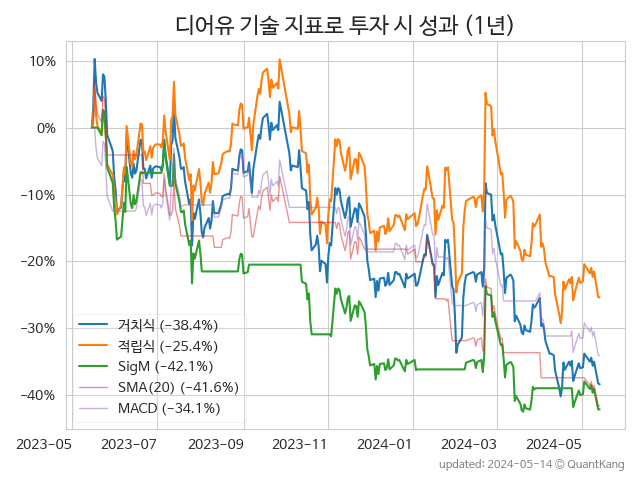 디어유 기술 지표로 투자 시 성과 (1년)
10%
0%
−10%
−20%
−30%
−40%
거치식 (−38.4%)
적립식 (−25.4%)
SigM (−42.1%)
SMA(20) (−41.6%)
MACD (−34.1%)
2023-05 2023-07 2023-09 2023-11 2024-01 2024-03 2024-05
updated: 2024-05-14 © QuantKang